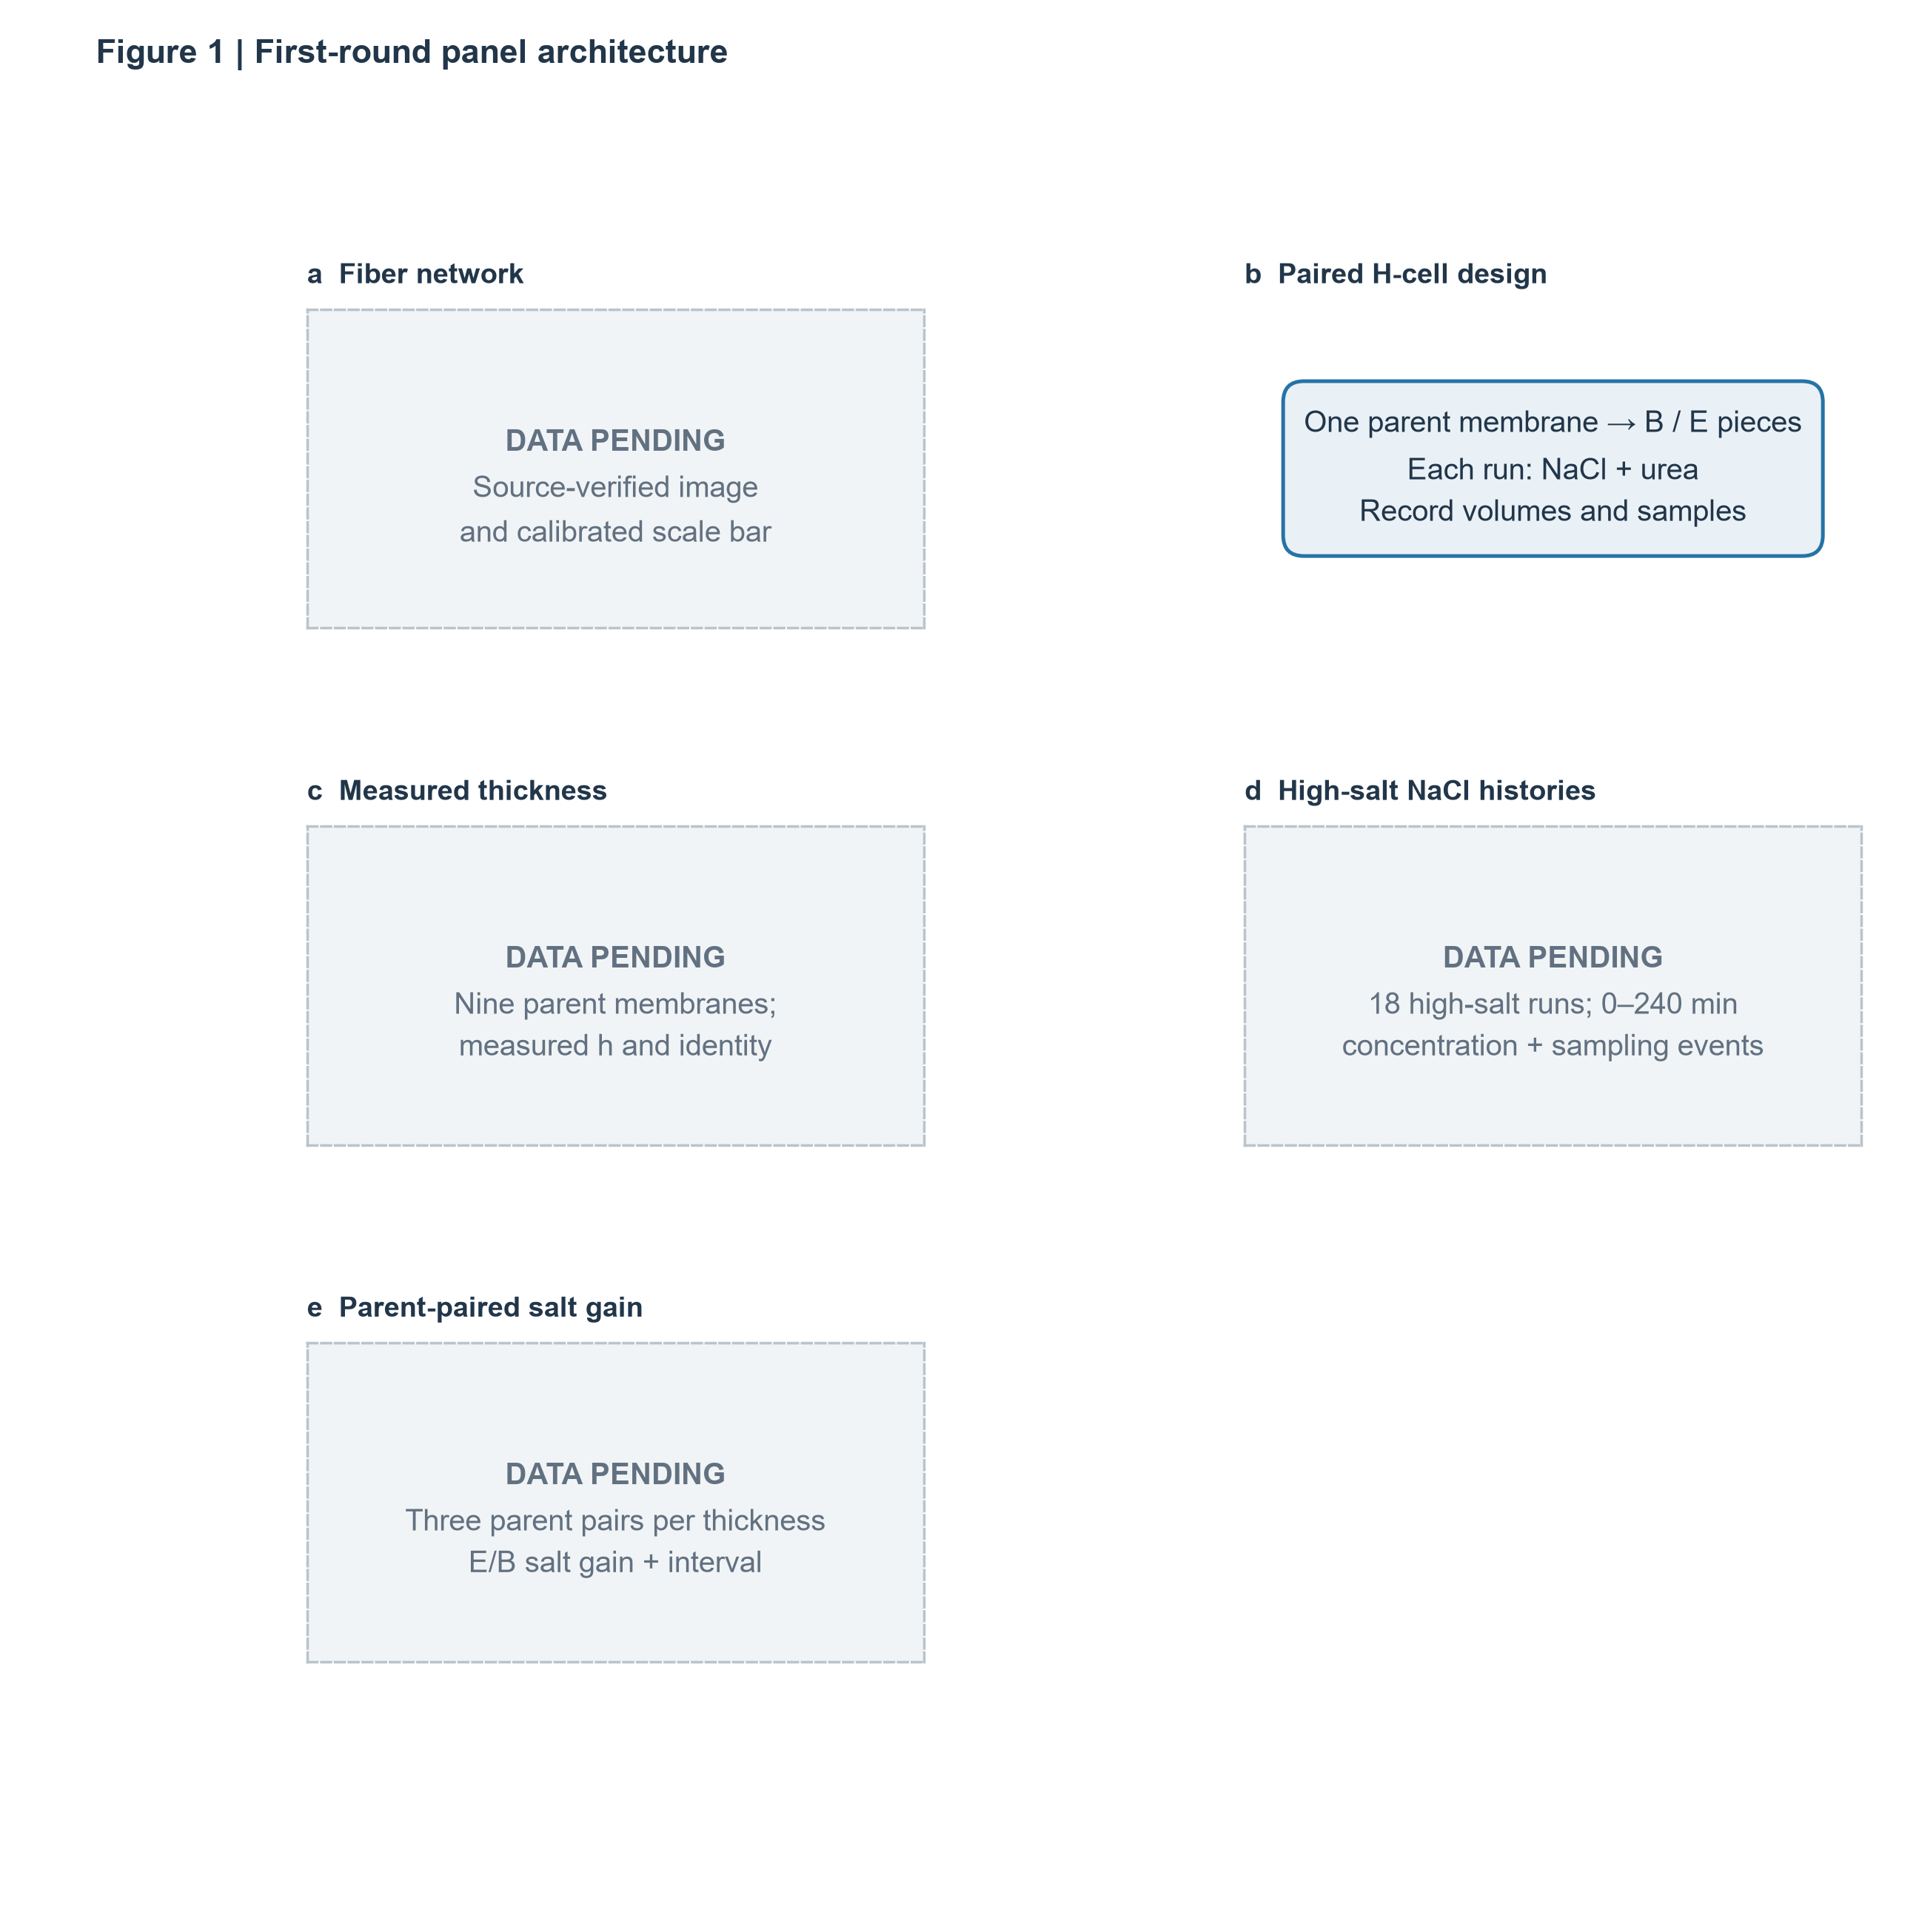 Figure 1 | First-round panel architecture
a Fiber network
DATA PENDING
Source-verified image
and calibrated scale bar
b Paired H-cell design
One parent membrane → B / E pieces
Each run: NaCl + urea
Record volumes and samples
c Measured thickness
DATA PENDING
Nine parent membranes;
measured h and identity
d High-salt NaCl histories
DATA PENDING
18 high-salt runs; 0–240 min
concentration + sampling events
e Parent-paired salt gain
DATA PENDING
Three parent pairs per thickness
E/B salt gain + interval